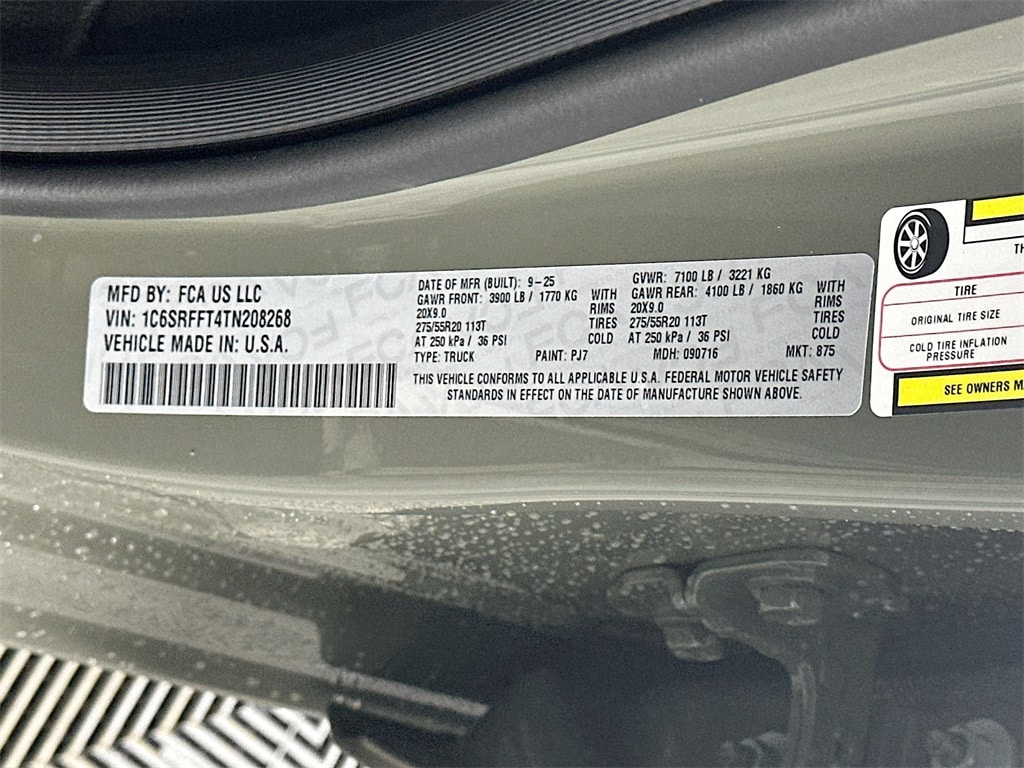 MFD BY: FCA US LLC
VIN: 1C6SRFFT4TN208268
VEHICLE MADE IN: U.S.A.
DATE OF MFR (BUILT): 9-25
GAWR FRONT: 3900 LB / 1770 KG WITH
20X9.0 RIMS
275/55R20 113T TIRES
AT 250 kPa / 36 PSI COLD
TYPE: TRUCK PAINT: PJ7
GVWR: 7100 LB / 3221 KG
GAWR REAR: 4100 LB / 1860 KG WITH
20X9.0 RIMS
275/55R20 113T TIRES
AT 250 kPa / 36 PSI COLD
MDH: 090716 MKT: 875
THIS VEHICLE CONFORMS TO ALL APPLICABLE U.S.A. FEDERAL MOTOR VEHICLE SAFETY
STANDARDS IN EFFECT ON THE DATE OF MANUFACTURE SHOWN ABOVE.
TIRE
ORIGINAL TIRE SIZE
COLD TIRE INFLATION
PRESSURE
SEE OWNERS